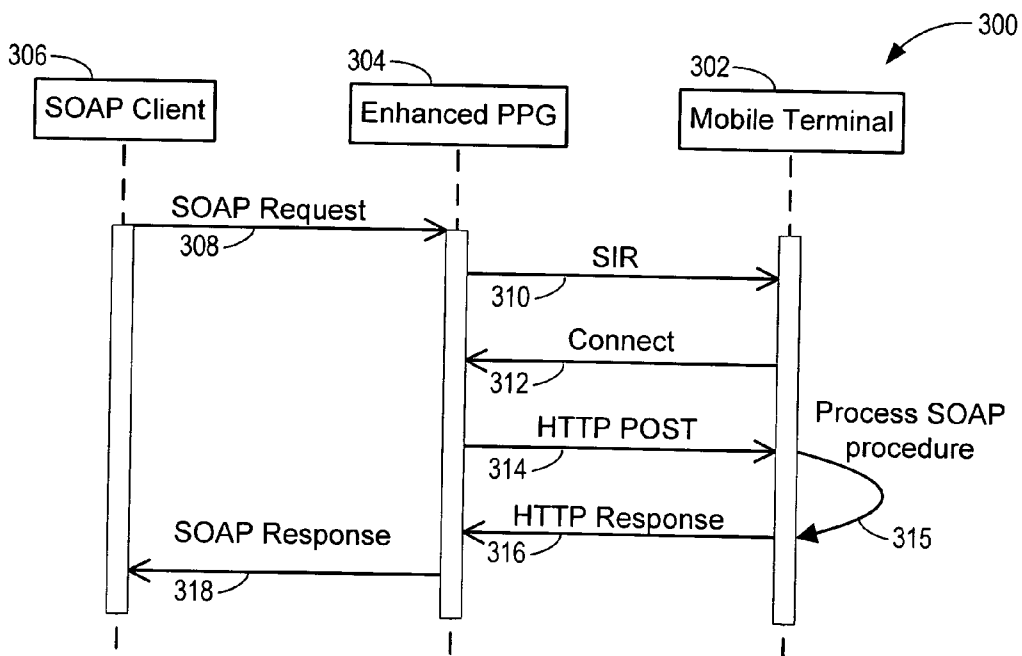 300
306
304
302
SOAP Client
Enhanced PPG
Mobile Terminal
SOAP Request
308
SIR
310
Connect
312
HTTP POST
314
Process SOAP
procedure
315
HTTP Response
316
SOAP Response
318